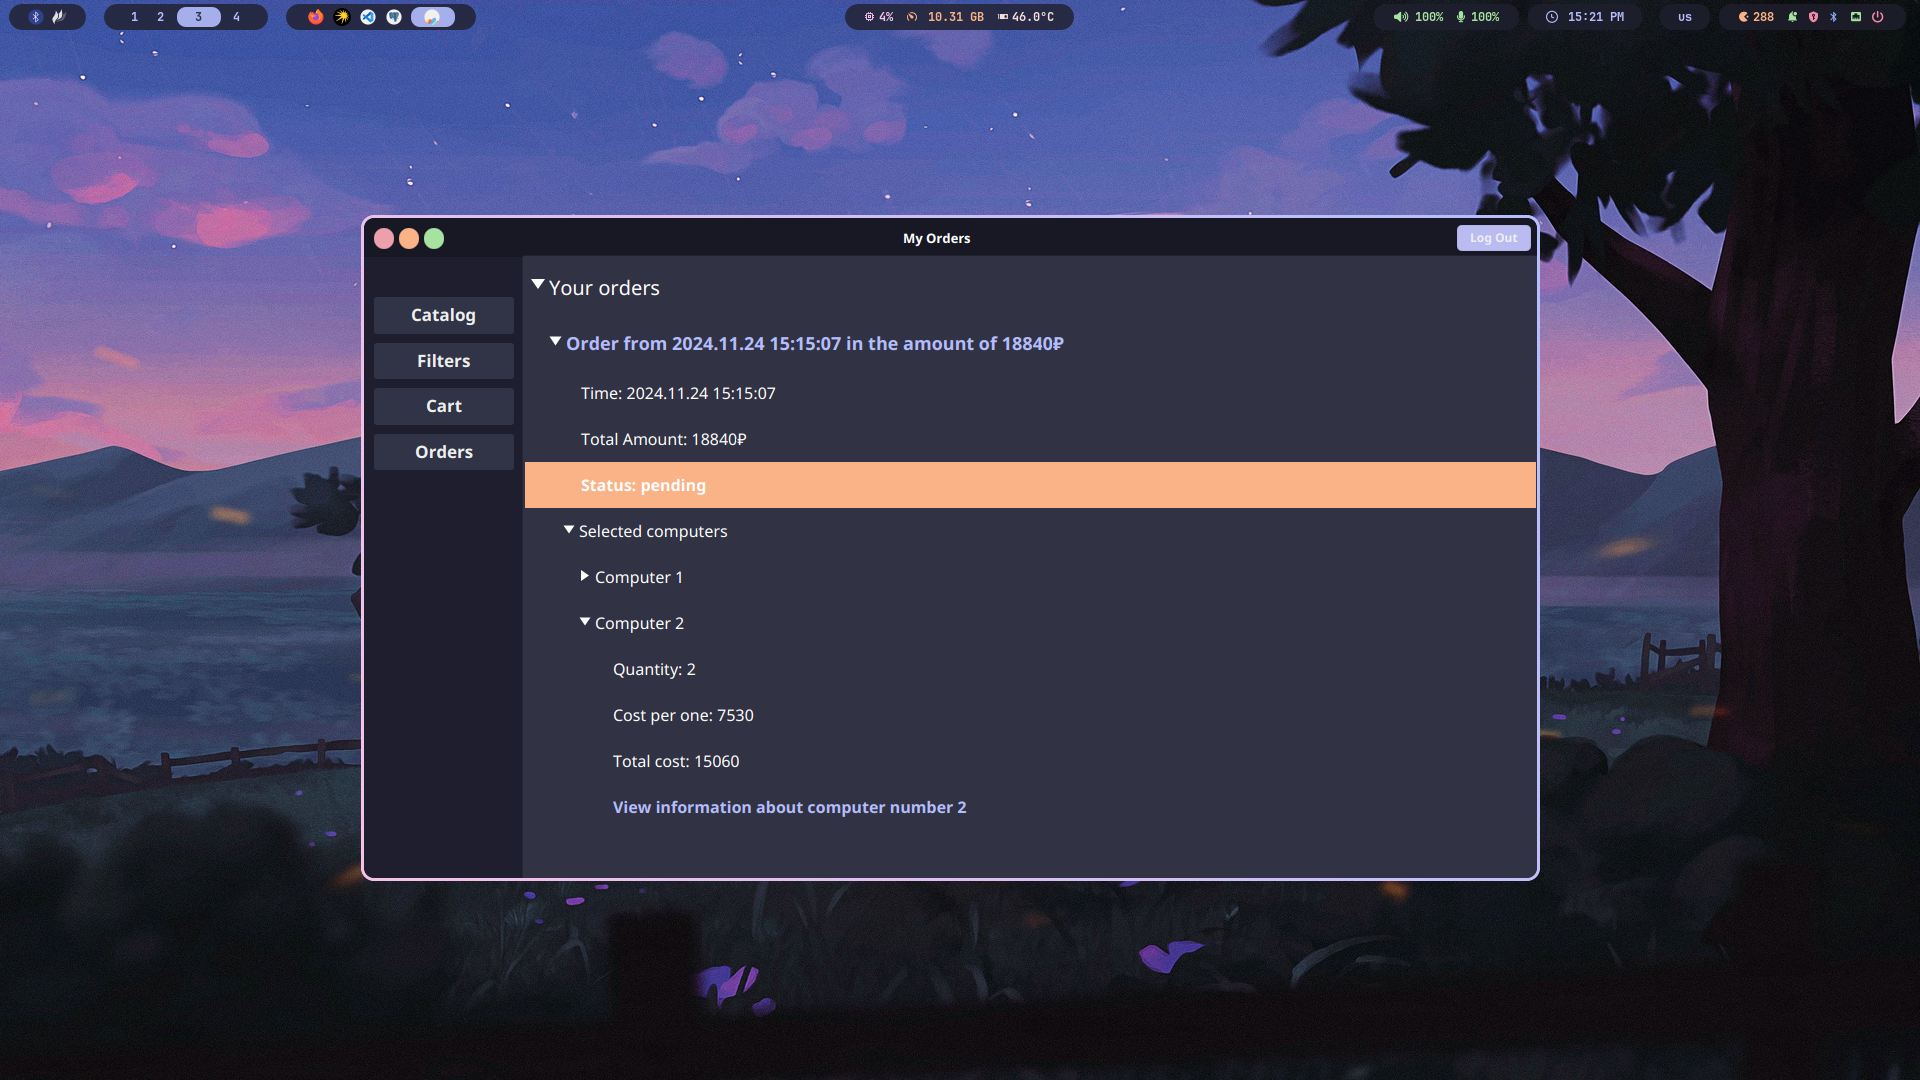 1 2 3 4
4% 10.31 GB 46.0°C
100% 100%
15:21 PM
us
288
My Orders
Log Out
Catalog
Filters
Cart
Orders
Your orders
Order from 2024.11.24 15:15:07 in the amount of 18840₽
Time: 2024.11.24 15:15:07
Total Amount: 18840₽
Status: pending
Selected computers
Computer 1
Computer 2
Quantity: 2
Cost per one: 7530
Total cost: 15060
View information about computer number 2